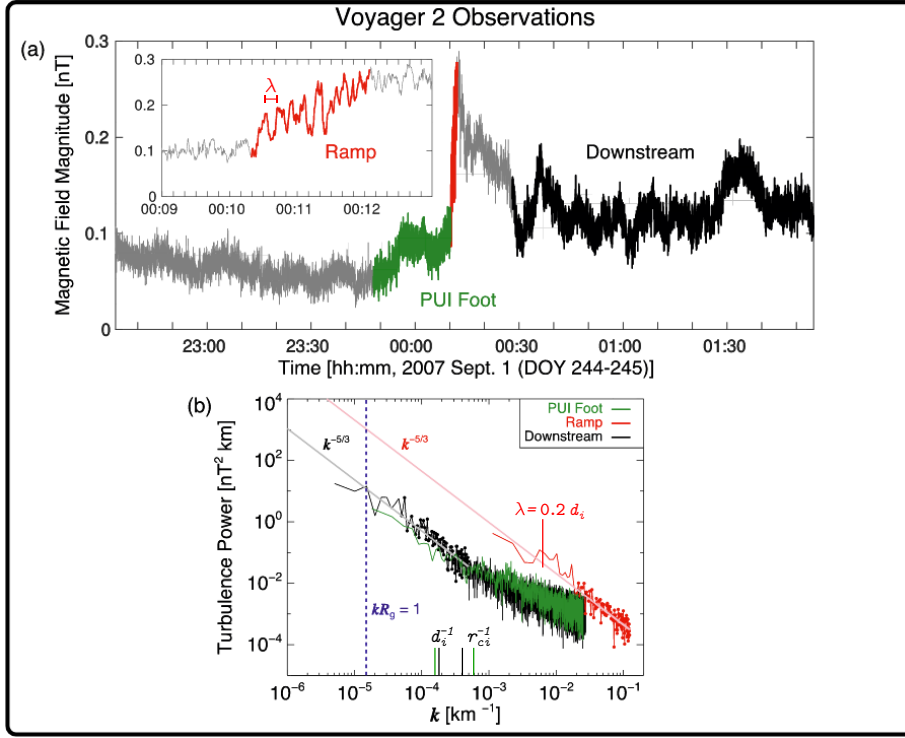 Voyager 2 Observations
(a)
Magnetic Field Magnitude [nT]
0.3
0.2
0.1
0
0.3
0.2
0.1
0
λ
Ramp
00:09 00:10 00:11 00:12
Downstream
PUI Foot
23:00 23:30 00:00 00:30 01:00 01:30
Time [hh:mm, 2007 Sept. 1 (DOY 244-245)]
(b)
Turbulence Power [nT² km]
10⁴
10²
10⁰
10⁻²
10⁻⁴
PUI Foot
Ramp
Downstream
k⁻⁵/³
k⁻⁵/³
λ = 0.2 dᵢ
kR_g = 1
dᵢ⁻¹ r_ci⁻¹
10⁻⁶ 10⁻⁵ 10⁻⁴ 10⁻³ 10⁻² 10⁻¹
k [km⁻¹]